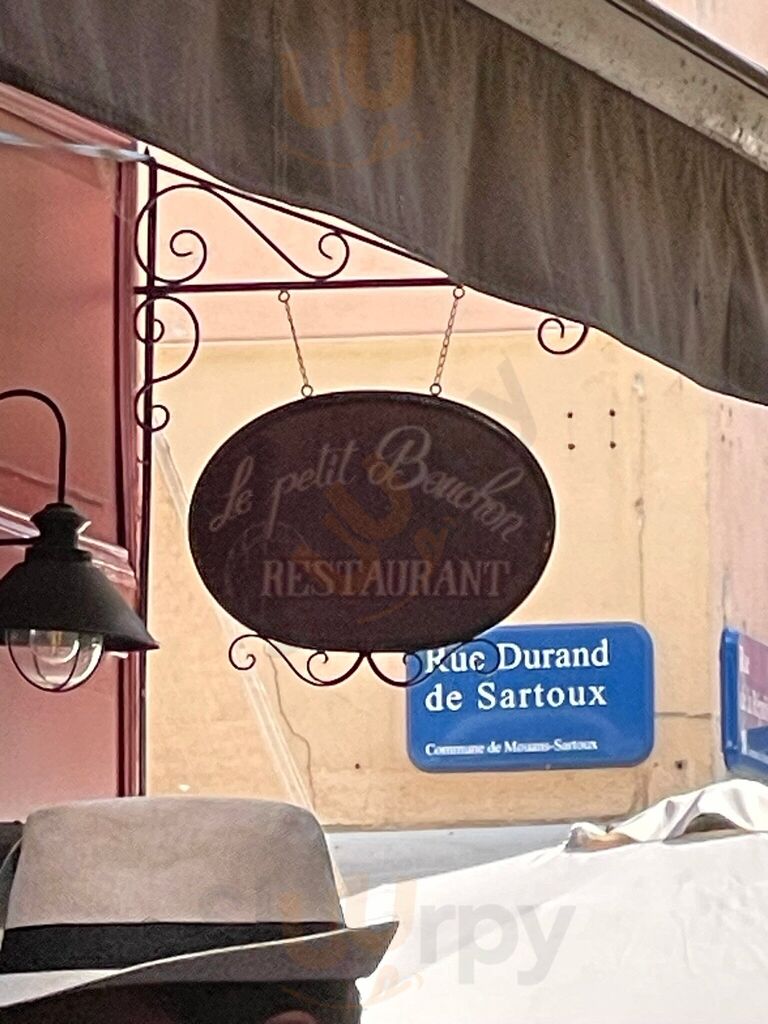 Le petit Bouchon
RESTAURANT
Rue Durand
de Sartoux
Commune de Mouans-Sartoux